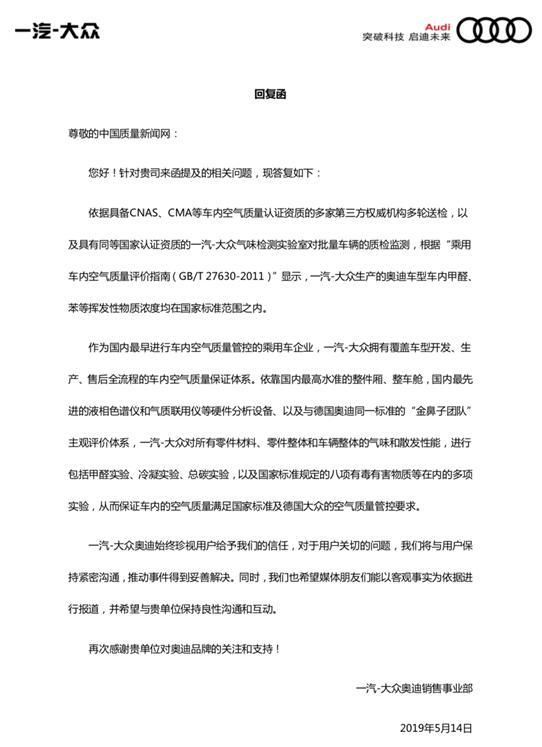 一汽-大众
Audi
突破科技 启迪未来
回复函
尊敬的中国质量新闻网：
您好！针对贵司来函提及的相关问题，现答复如下：
依据具备CNAS、CMA等车内空气质量认证资质的多家第三方权威机构多轮送检，以
及具有同等国家认证资质的一汽-大众气味检测实验室对批量车辆的质检监测，根据“乘用
车内空气质量评价指南（GB/T 27630-2011）”显示，一汽-大众生产的奥迪车型车内甲醛、
苯等挥发性物质浓度均在国家标准范围之内。
作为国内最早进行车内空气质量管控的乘用车企业，一汽-大众拥有覆盖车型开发、生
产、售后全流程的车内空气质量保证体系。依靠国内最高水准的整件厢、整车舱，国内最先
进的液相色谱仪和气质联用仪等硬件分析设备、以及与德国奥迪同一标准的“金鼻子团队”
主观评价体系，一汽-大众对所有零件材料、零件整体和车辆整体的气味和散发性能，进行
包括甲醛实验、冷凝实验、总碳实验，以及国家标准规定的八项有毒有害物质等在内的多项
实验，从而保证车内的空气质量满足国家标准及德国大众的空气质量管控要求。
一汽-大众奥迪始终珍视用户给予我们的信任，对于用户关切的问题，我们将与用户保
持紧密沟通，推动事件得到妥善解决。同时，我们也希望媒体朋友们能以客观事实为依据进
行报道，并希望与贵单位保持良性沟通和互动。
再次感谢贵单位对奥迪品牌的关注和支持！
一汽-大众奥迪销售事业部
2019年5月14日